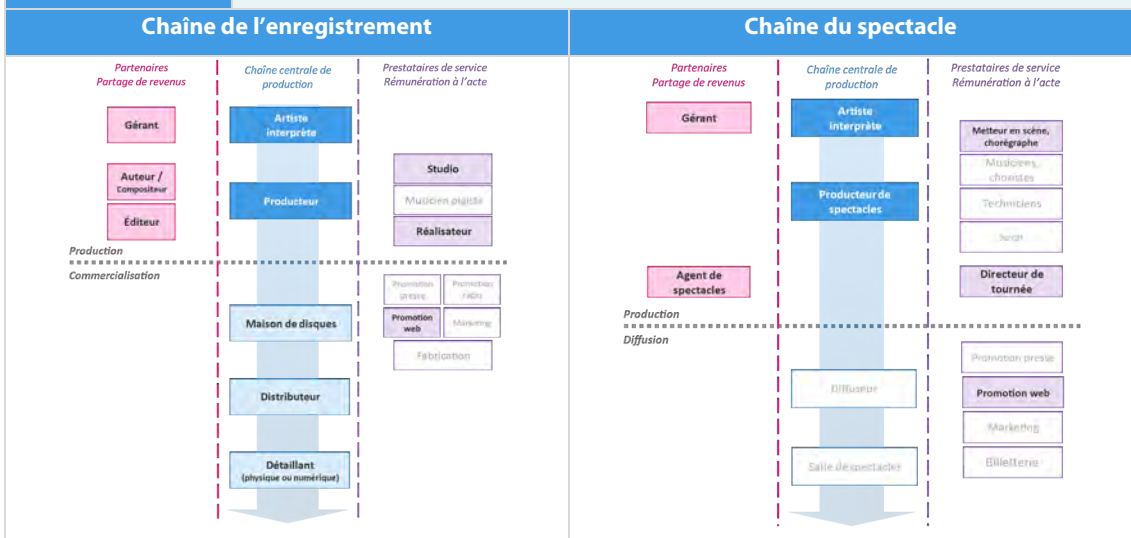 Chaîne de l'enregistrement
Partenaires
Partage de revenus
Chaîne centrale de
production
Prestataires de service
Rémunération à l'acte
Gérant
Artiste
interprète
Auteur /
Compositeur
Éditeur
Producteur
Studio
Musicien pigiste
Réalisateur
Production
Commercialisation
Promotion
presse
Promotion
radio
Promotion
web
Marketing
Fabrication
Maison de disques
Distributeur
Détaillant
(physique ou numérique)
Chaîne du spectacle
Partenaires
Partage de revenus
Chaîne centrale de
production
Prestataires de service
Rémunération à l'acte
Gérant
Artiste
interprète
Metteur en scène,
chorégraphe
Musiciens,
choristes
Techniciens
Producteur de
spectacles
Agent de
spectacles
Directeur de
tournée
Production
Diffusion
Diffuseur
Salle de spectacles
Promotion presse
Promotion web
Marketing
Billetterie